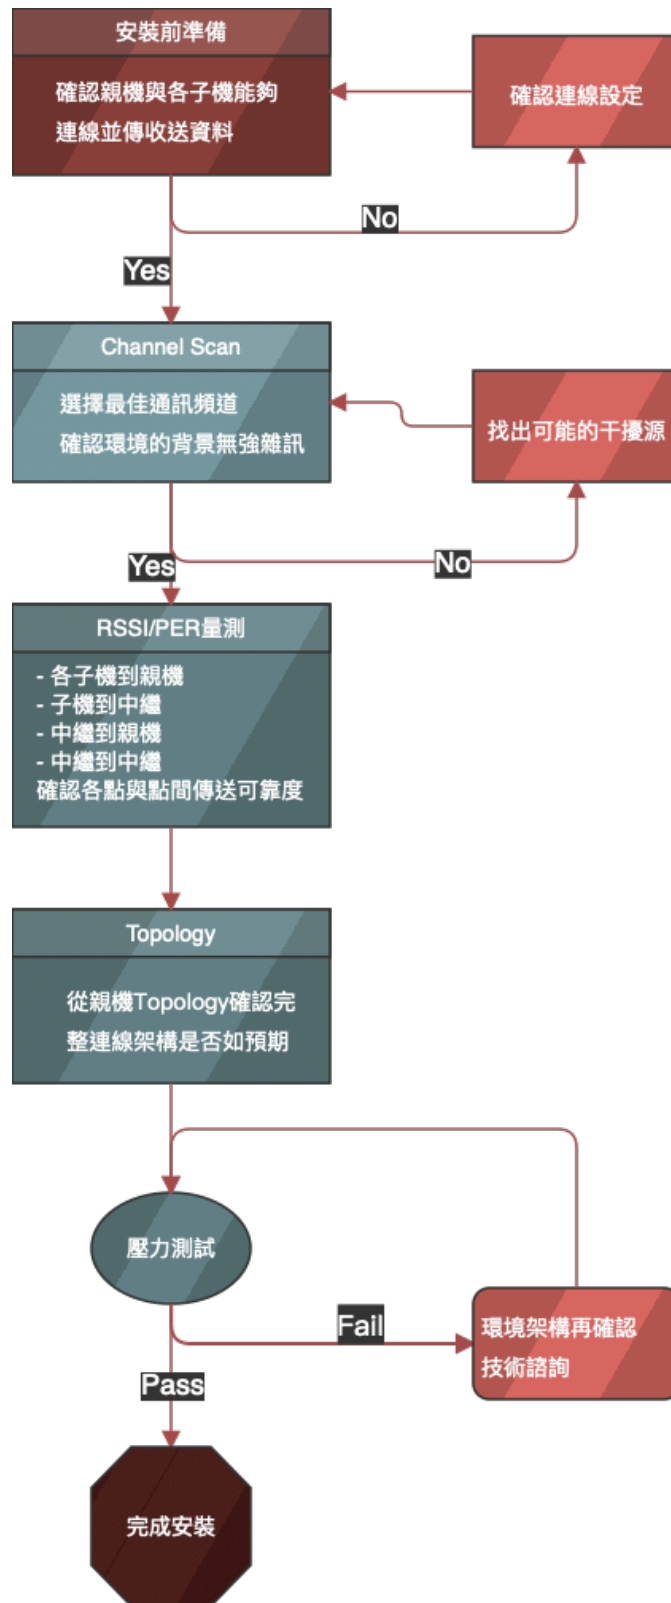 安裝前準備
確認親機與各子機能夠
連線並傳收送資料
確認連線設定
No
Yes
Channel Scan
選擇最佳通訊頻道
確認環境的背景無強雜訊
找出可能的干擾源
Yes
No
RSSI/PER量測
- 各子機到親機
- 子機到中繼
- 中繼到親機
- 中繼到中繼
確認各點與點間傳送可靠度
Topology
從親機Topology確認完
整連線架構是否如預期
壓力測試
Fail
環境架構再確認
技術諮詢
Pass
完成安裝